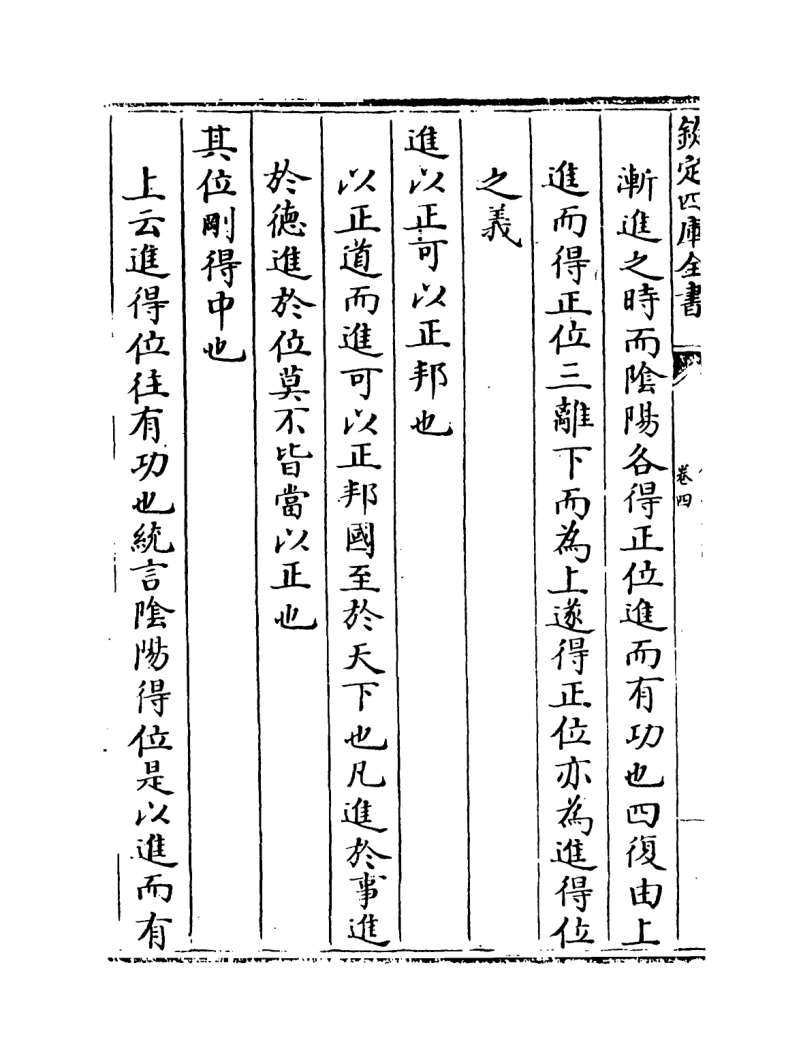 欽定四庫全書
卷四
漸進之時而陰陽各得正位進而有功也四復由上
進而得正位三離下而為上遂得正位亦為進得位
之義
進以正可以正邦也
以正道而進可以正邦國至於天下也凡進於事進
於德進於位莫不皆當以正也
其位剛得中也
上云進得位往有功也統言陰陽得位是以進而有